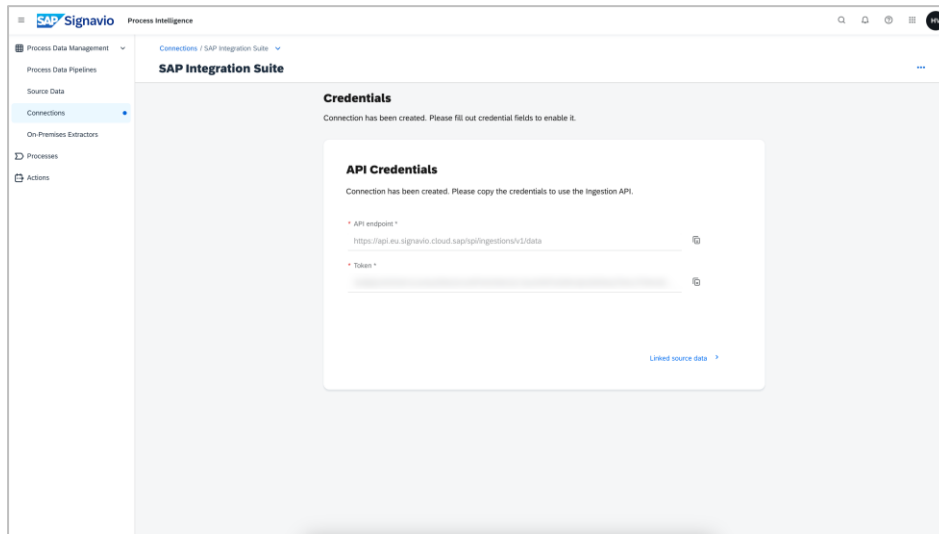 SAP Signavio Process Intelligence
HV
Process Data Management
Process Data Pipelines
Source Data
Connections
On-Premises Extractors
Processes
Actions
Connections / SAP Integration Suite
SAP Integration Suite
Credentials
Connection has been created. Please fill out credential fields to enable it.
API Credentials
Connection has been created. Please copy the credentials to use the Ingestion API.
* API endpoint *
https://api.eu.signavio.cloud.sap/spi/ingestions/v1/data
* Token *
Linked source data